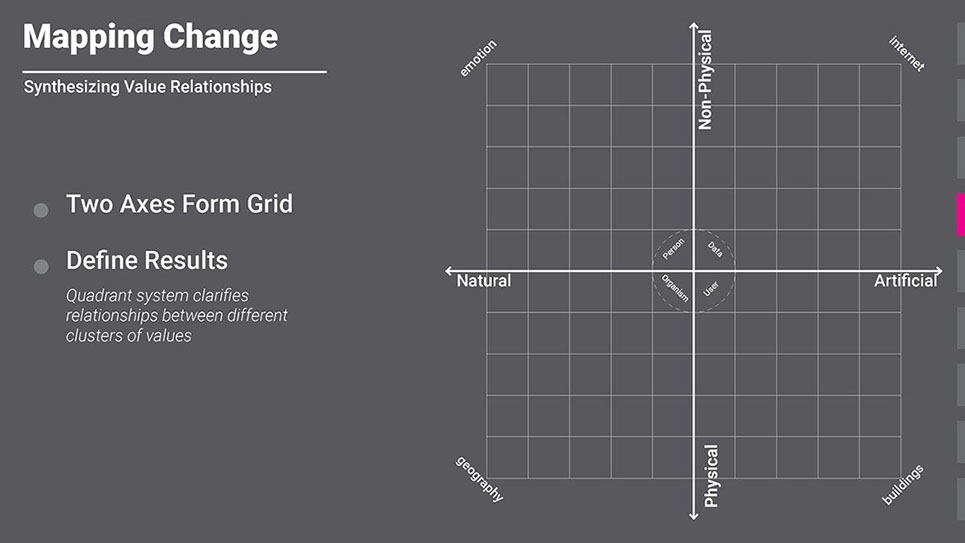 Mapping Change
Synthesizing Value Relationships
Two Axes Form Grid
Define Results
Quadrant system clarifies
relationships between different
clusters of values
emotion
Non-Physical
internet
Person
Data
Natural
Organism
User
Artificial
geography
Physical
buildings